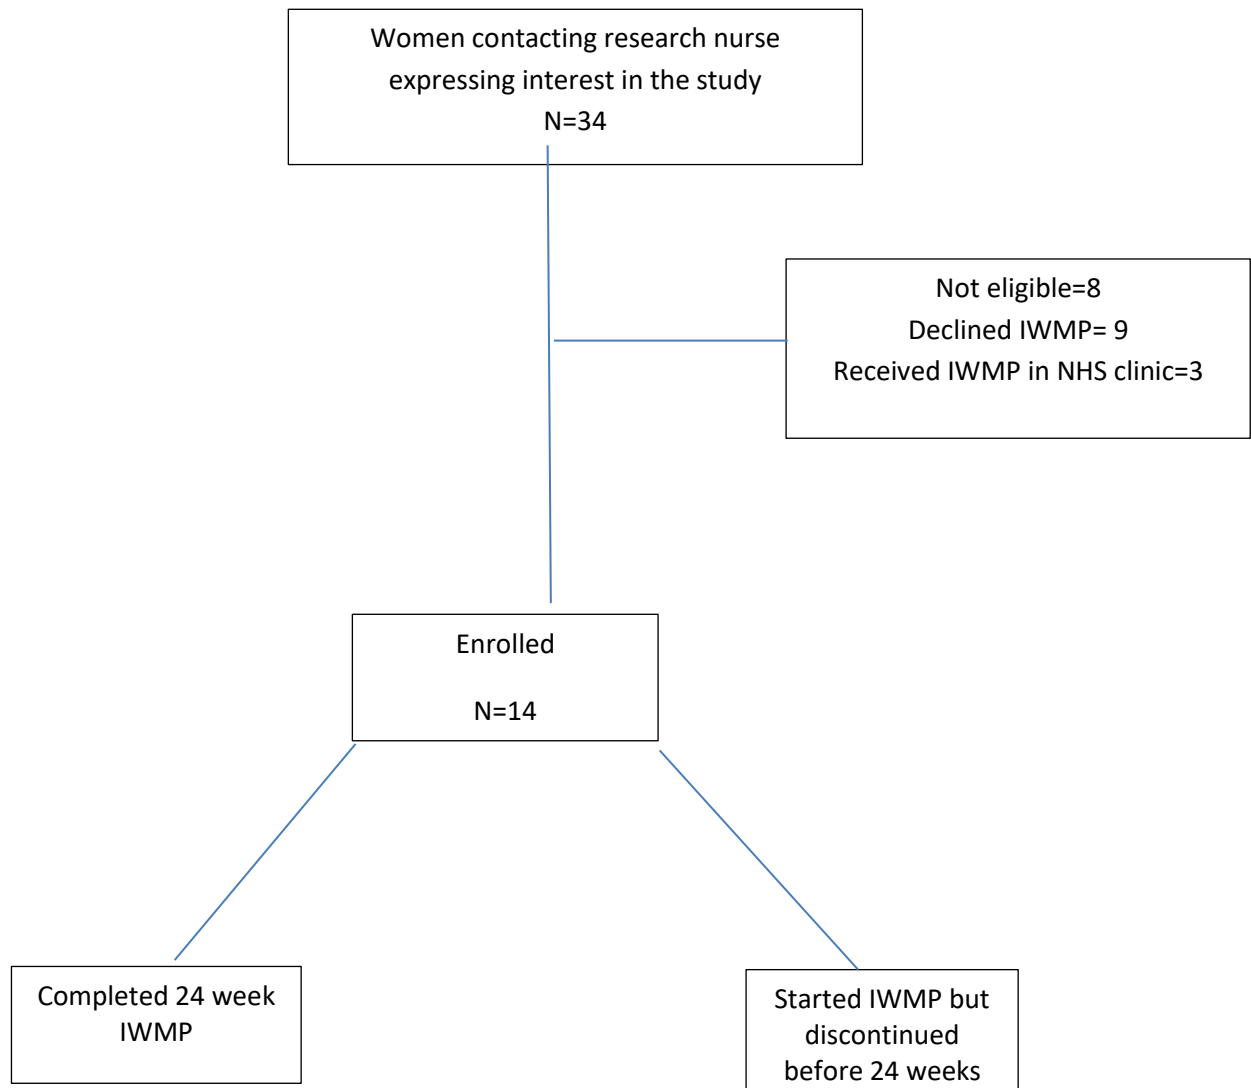 Women contacting research nurse
expressing interest in the study
N=34
Not eligible=8
Declined IWMP= 9
Received IWMP in NHS clinic=3
Enrolled
N=14
Completed 24 week
IWMP
Started IWMP but
discontinued
before 24 weeks